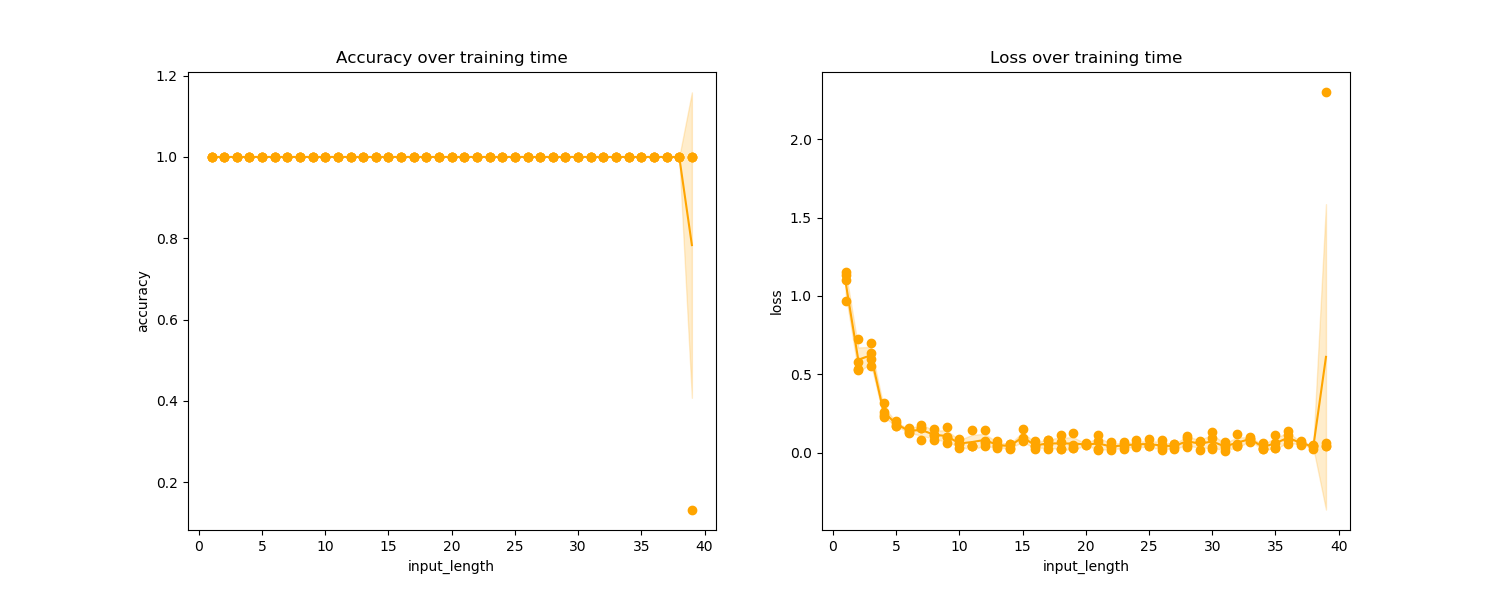 Accuracy over training time
1.2
1.0
0.8
0.6
0.4
0.2
accuracy
0 5 10 15 20 25 30 35 40
input_length
Loss over training time
2.0
1.5
1.0
0.5
0.0
loss
0 5 10 15 20 25 30 35 40
input_length